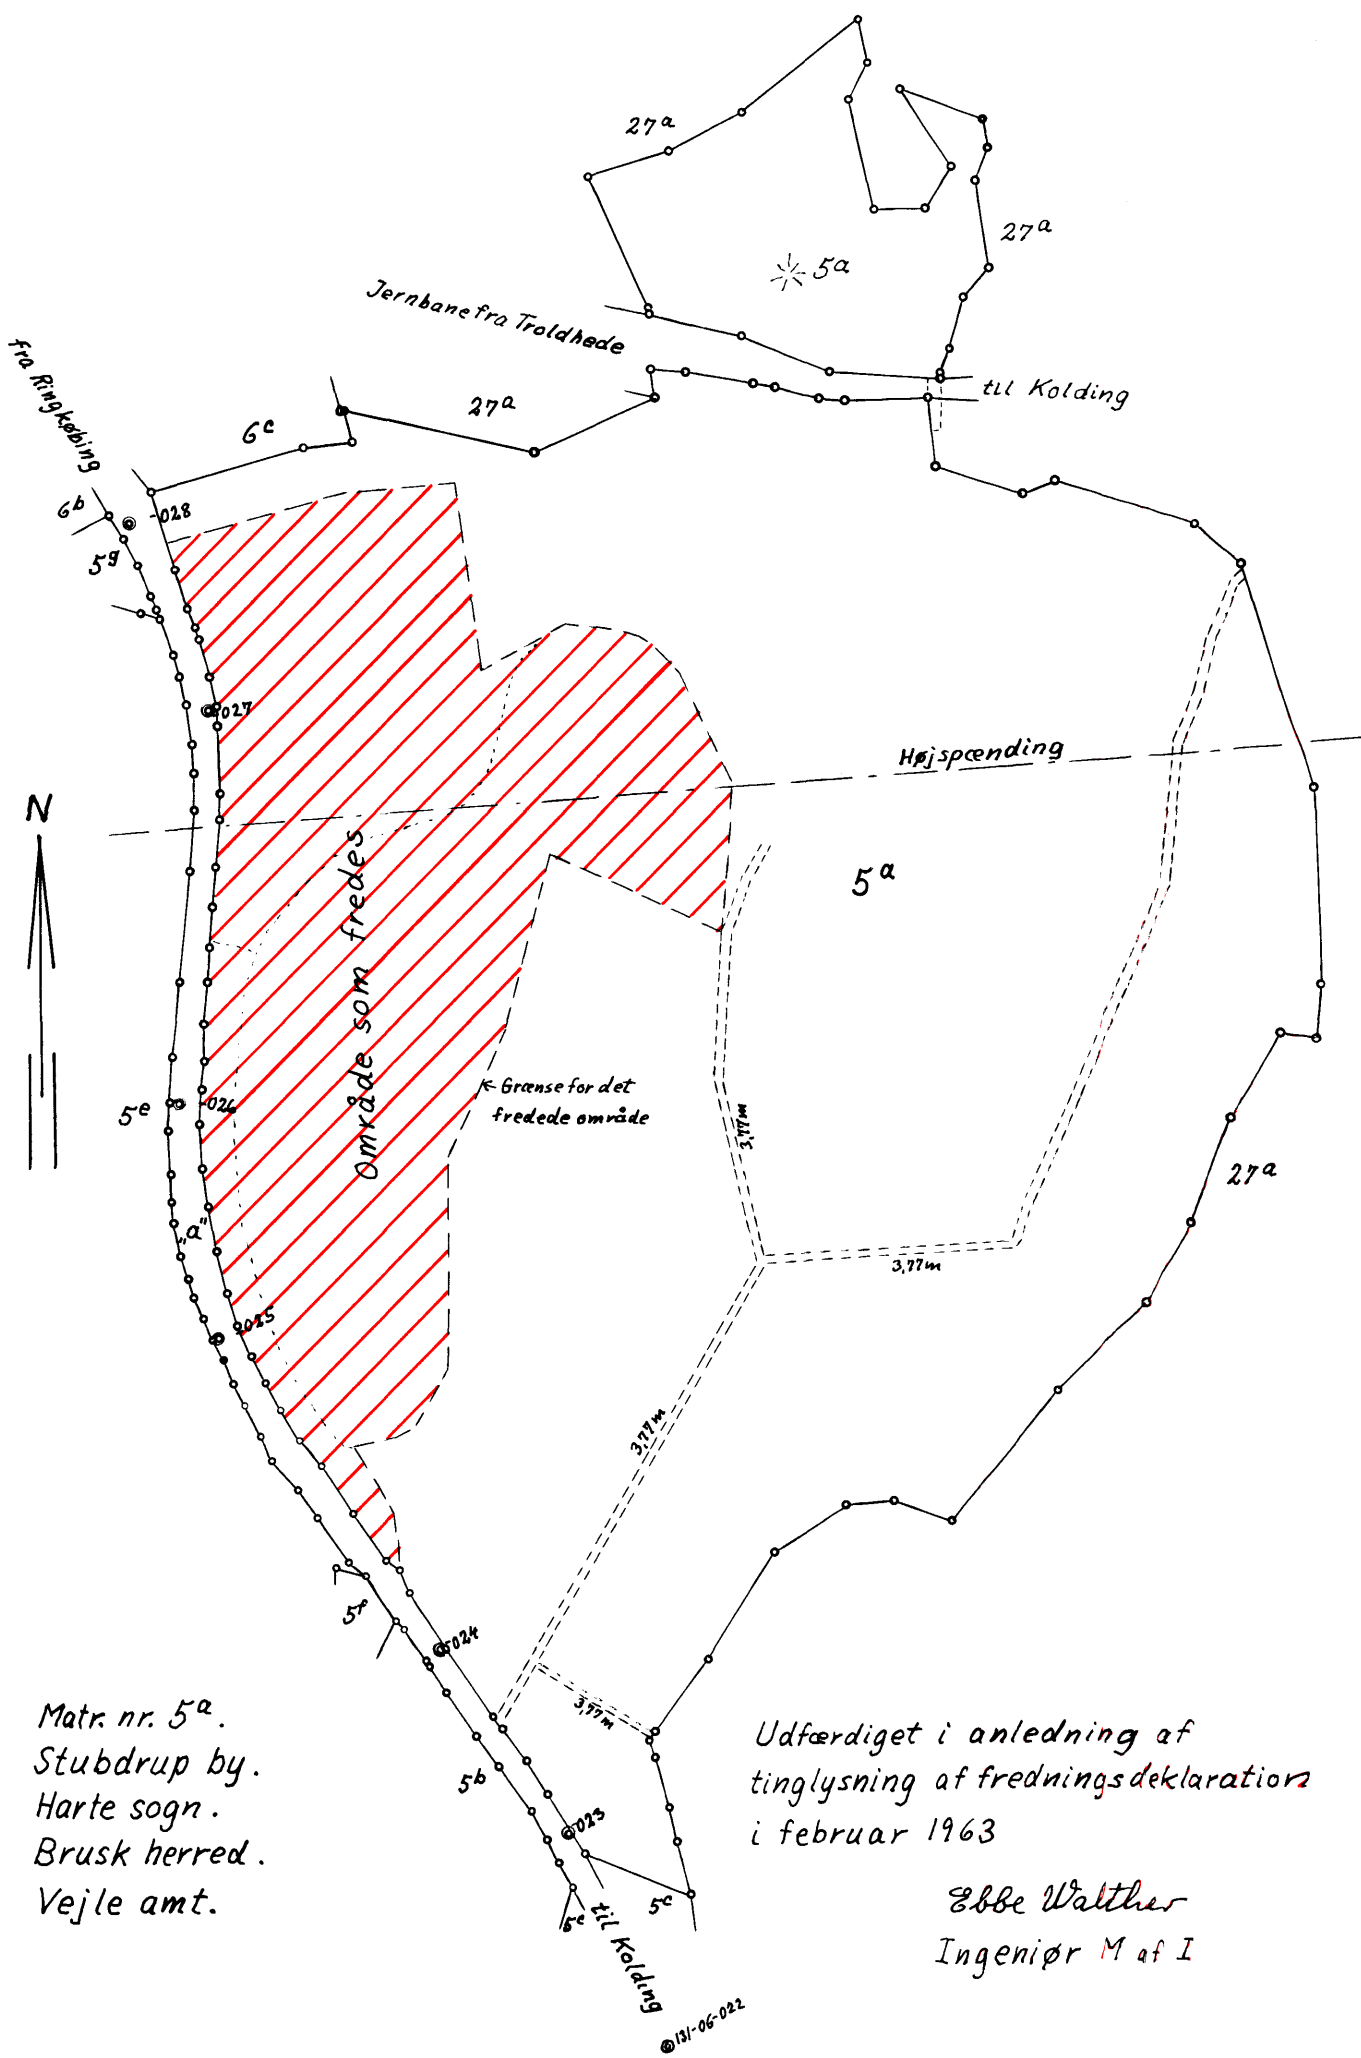 27a
27a
5a
Jernbane fra Troldhede
til Kolding
fra Ringkøbing
27a
6c
6b
-028
5g
-027
Højspænding
N
5a
Område som fredes
← Grænse for det
fredede område
5e
-026
3,77m
27a
"a"
3,77m
2025
3,77m
5f
-024
3,77m
5b
-023
5c
5e
til Kolding
131-06-022
Matr. nr. 5a.
Stubdrup by.
Harte sogn.
Brusk herred.
Vejle amt.
Udfærdiget i anledning af
tinglysning af fredningsdeklaration
i februar 1963
Ebbe Walther
Ingeniør M af I